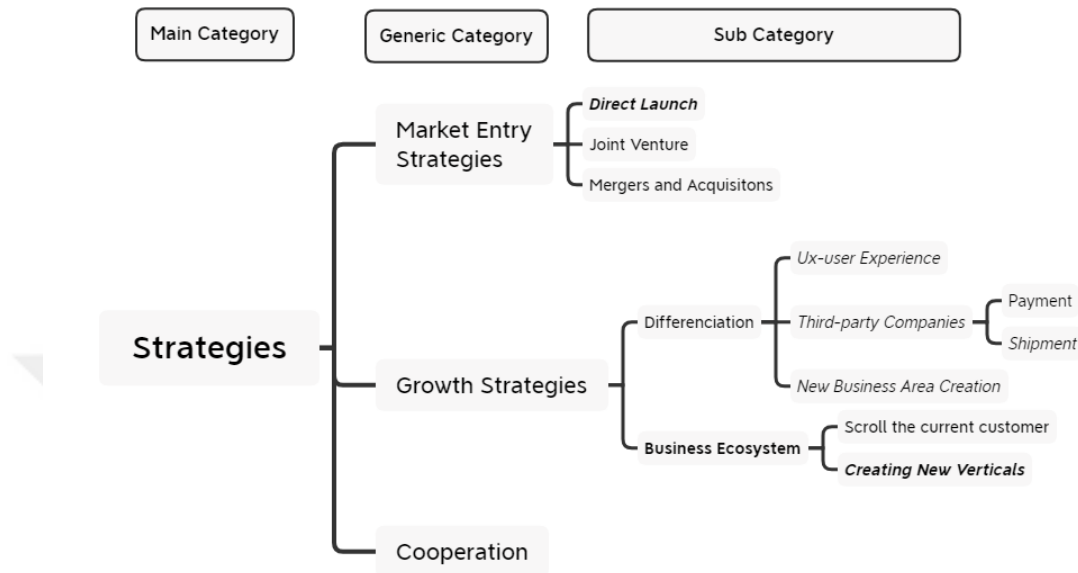 Main Category
Generic Category
Sub Category
Direct Launch
Market Entry
Strategies
Joint Venture
Mergers and Acquisitons
Ux-user Experience
Payment
Differenciation
Third-party Companies
Shipment
Strategies
Growth Strategies
New Business Area Creation
Scroll the current customer
Business Ecosystem
Creating New Verticals
Cooperation